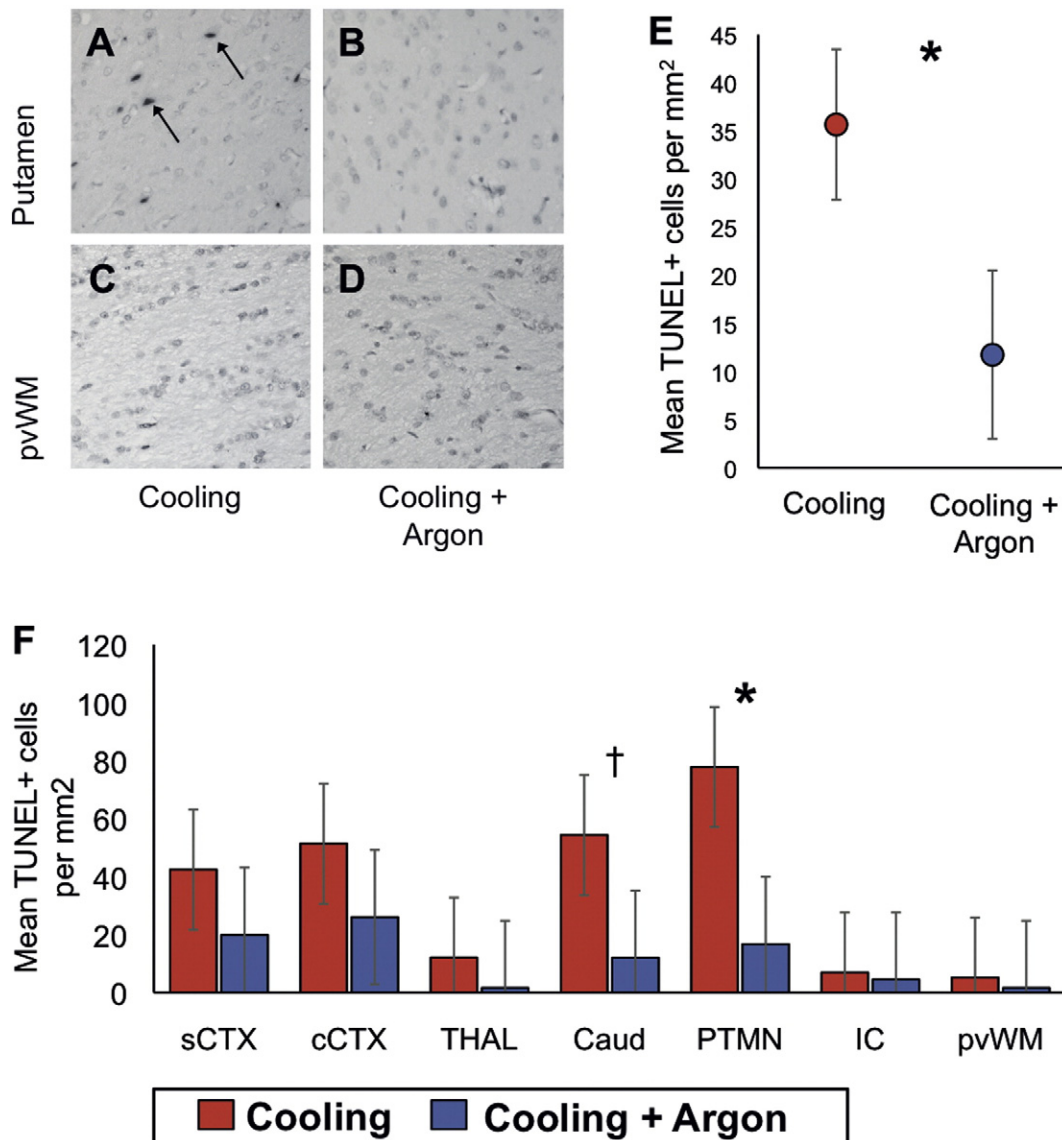 A
B
Putamen
C
D
pvWM
Cooling
Cooling +
Argon
E
*
Mean TUNEL+ cells per mm²
45
40
35
30
25
20
15
10
5
0
Cooling
Cooling +
Argon
F
Mean TUNEL+ cells
per mm2
120
100
80
60
40
20
0
†
*
sCTX cCTX THAL Caud PTMN IC pvWM
Cooling Cooling + Argon